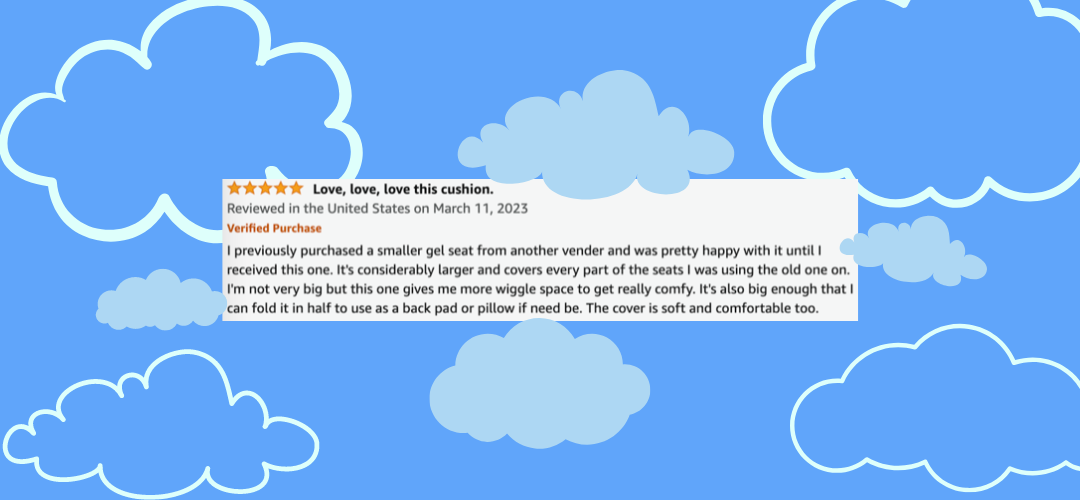 Love, love, love this cushion.
Reviewed in the United States on March 11, 2023
Verified Purchase
I previously purchased a smaller gel seat from another vender and was pretty happy with it until I
received this one. It's considerably larger and covers every part of the seats I was using the old one on.
I'm not very big but this one gives me more wiggle space to get really comfy. It's also big enough that I
can fold it in half to use as a back pad or pillow if need be. The cover is soft and comfortable too.